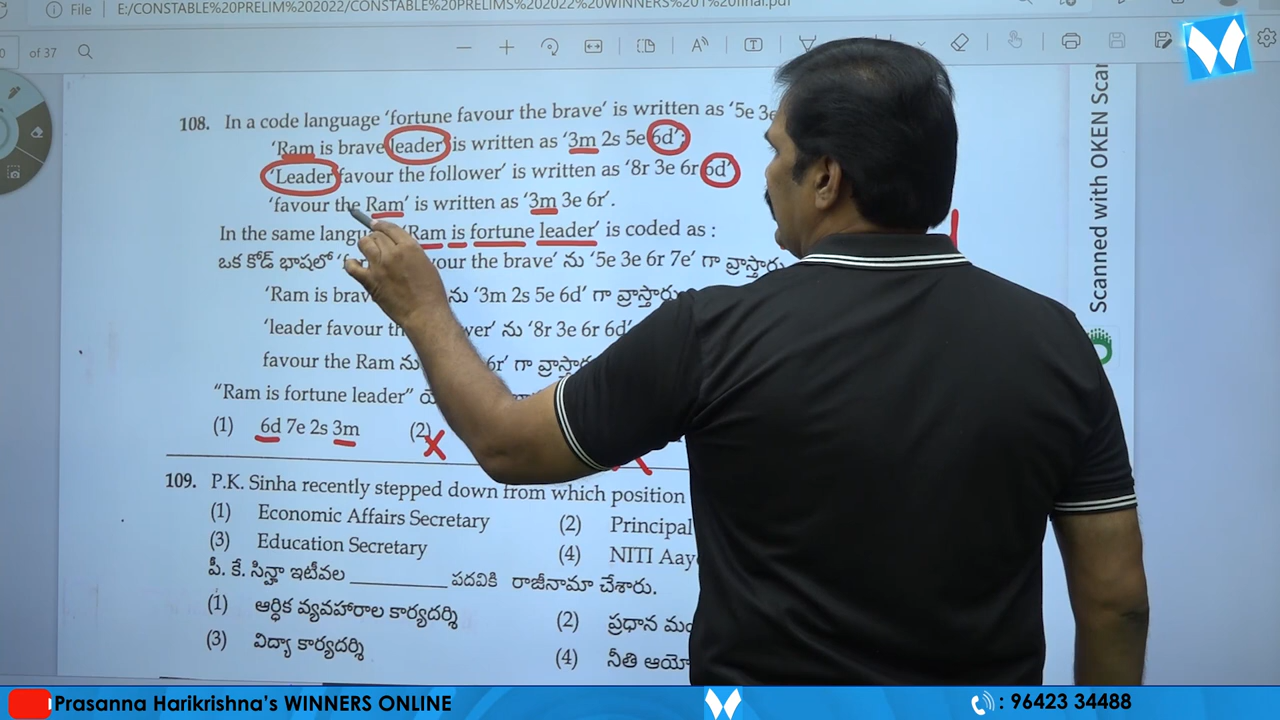 File E:/CONSTABLE%20PRELIM%202022/CONSTABLE%20PRELIMS%202022%20WINNERS%201%20final.pdf
of 37
108. In a code language ‘fortune favour the brave’ is written as ‘5e 3e
‘Ram is brave leader’ is written as ‘3m 2s 5e 6d’;
‘Leader favour the follower’ is written as ‘8r 3e 6r 6d’
‘favour the Ram’ is written as ‘3m 3e 6r’.
In the same ‘Ram is fortune leader’ is coded as :
ఒక కోడ్ భాషలో the brave’ ను ‘5e 3e 6r 7e’ గా వ్రాస్తారు
‘Ram is ను ‘3m 2s 5e 6d’ గా వ్రాస్తారు
‘leader favour ను ‘8r 3e 6r 6d’
favour the Ram ను 6r’ గా
“Ram is fortune leader”
(1) 6d 7e 2s 3m (2)
109. P.K. Sinha recently stepped down from which position
(1) Economic Affairs Secretary (2) Principal
(3) Education Secretary (4) NITI
పీ. కే. సిన్హా ఇటీవల __________ పదవికి రాజీనామా చేశారు.
(1) ఆర్థిక వ్యవహారాల కార్యదర్శి (2) ప్రధాన
(3) విద్యా కార్యదర్శి (4) నీతి
Scanned with OKEN Scan
Prasanna Harikrishna’s WINNERS ONLINE : 96423 34488